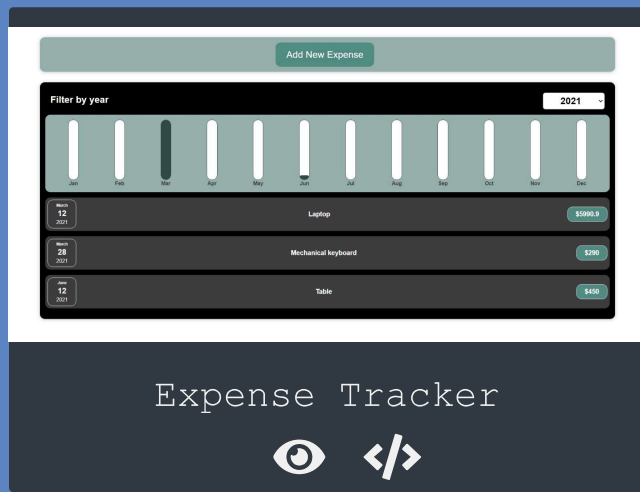 Add New Expense
Filter by year
2021
Jan Feb Mar Apr May Jun Jul Aug Sep Oct Nov Dec
March
12
2021
Laptop
$5990.9
March
28
2021
Mechanical keyboard
$290
June
12
2021
Table
$450
Expense Tracker